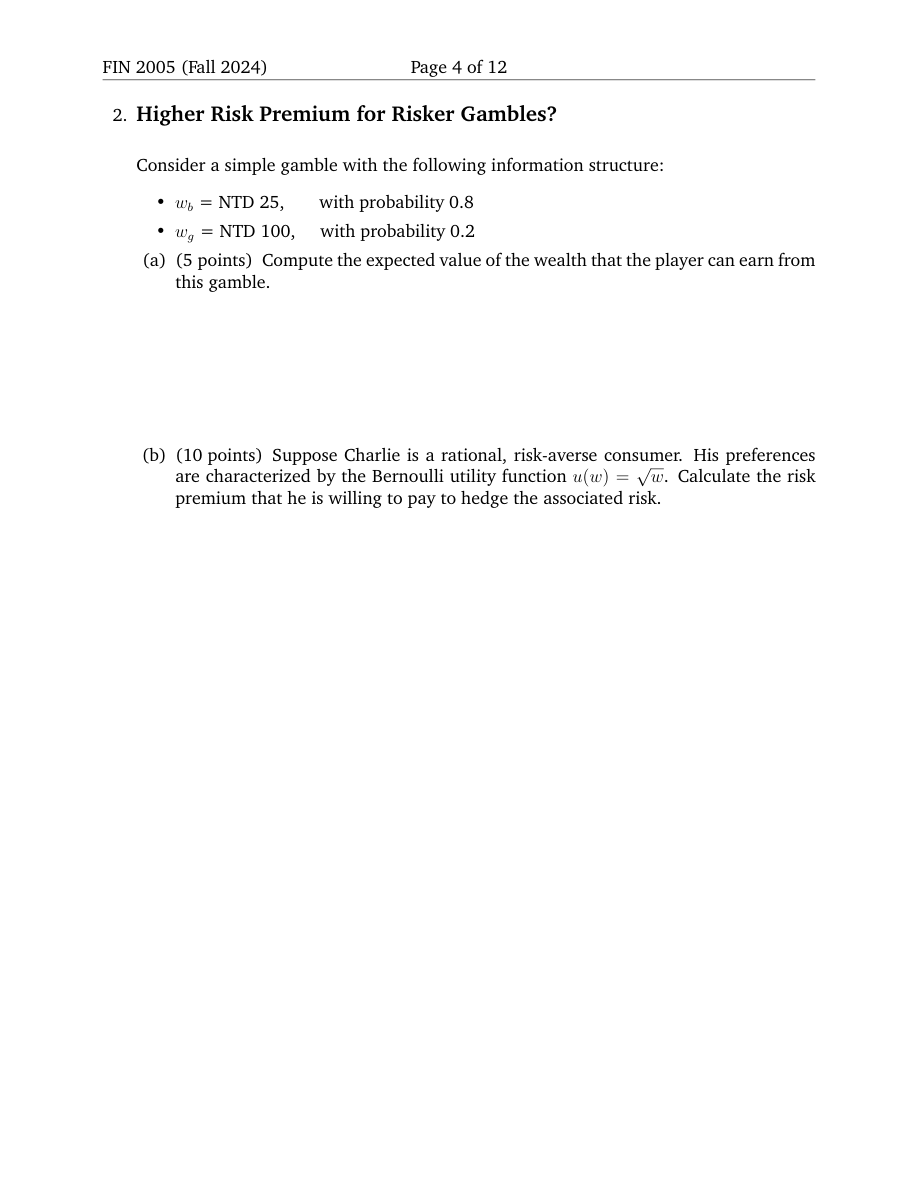 FIN 2005 (Fall 2024) Page 4 of 12
2. Higher Risk Premium for Risker Gambles?
Consider a simple gamble with the following information structure:
• w_b = NTD 25, with probability 0.8
• w_g = NTD 100, with probability 0.2
(a) (5 points) Compute the expected value of the wealth that the player can earn from
this gamble.
(b) (10 points) Suppose Charlie is a rational, risk-averse consumer. His preferences
are characterized by the Bernoulli utility function u(w) = √w. Calculate the risk
premium that he is willing to pay to hedge the associated risk.